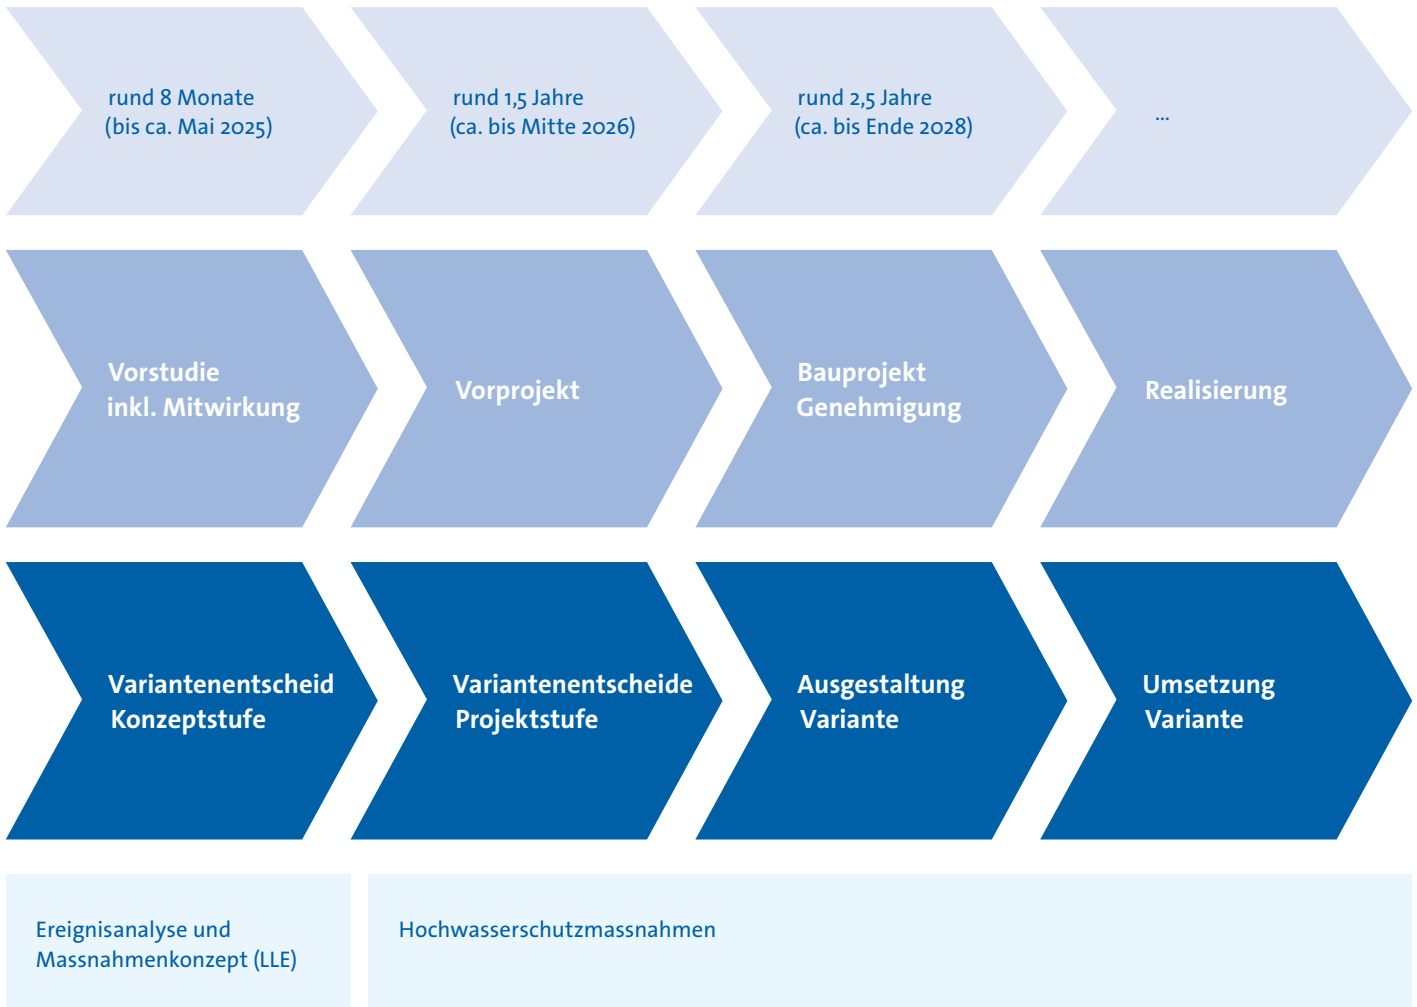 rund 8 Monate
(bis ca. Mai 2025)
rund 1,5 Jahre
(ca. bis Mitte 2026)
rund 2,5 Jahre
(ca. bis Ende 2028)
...
Vorstudie
inkl. Mitwirkung
Vorprojekt
Bauprojekt
Genehmigung
Realisierung
Variantenentscheid
Konzeptstufe
Variantenentscheide
Projektstufe
Ausgestaltung
Variante
Umsetzung
Variante
Ereignisanalyse und
Massnahmenkonzept (LLE)
Hochwasserschutzmassnahmen